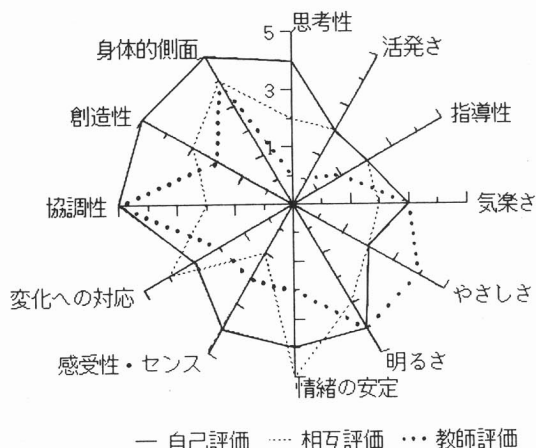 思考性
活発さ
指導性
気楽さ
やさしさ
明るさ
情緒の安定
感受性・センス
変化への対応
協調性
創造性
身体的側面
5
3
1
— 自己評価 ······ 相互評価 ••• 教師評価